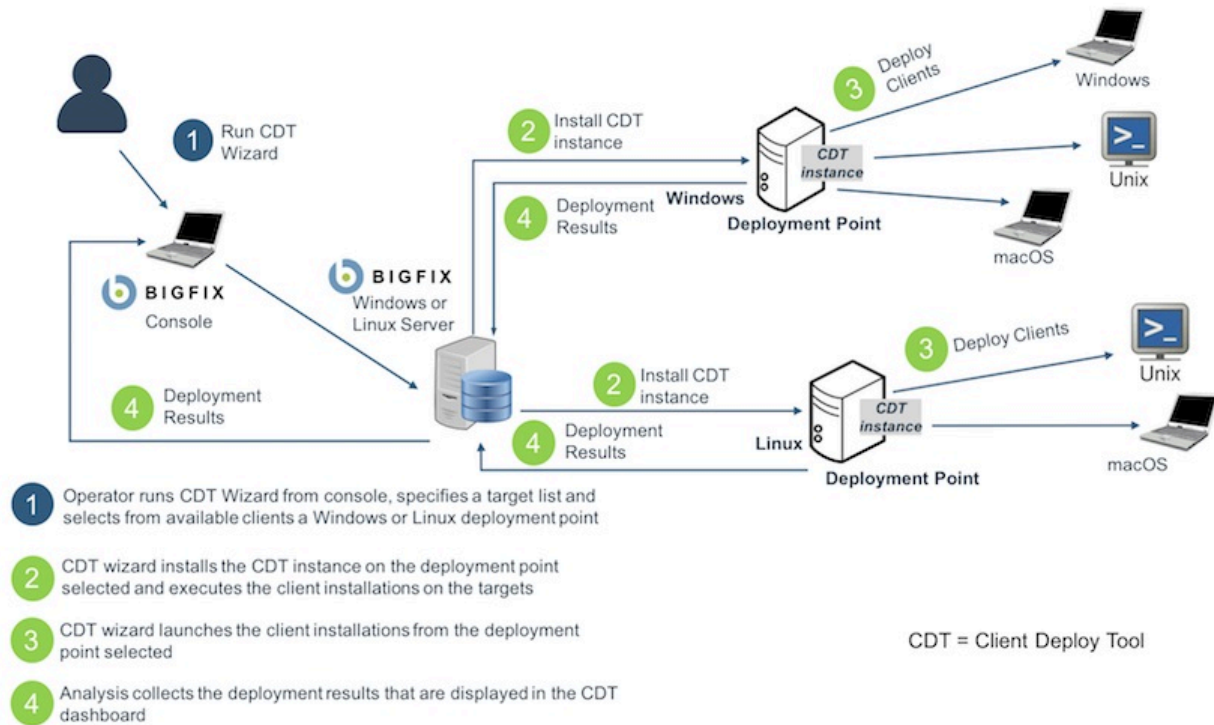 1
Run CDT
Wizard
BIGFIX
Console
4
Deployment
Results
BIGFIX
Windows or
Linux Server
2
Install CDT
instance
4
Deployment
Results
Windows
CDT
instance
Deployment Point
3
Deploy
Clients
Windows
>_
Unix
macOS
2
Install CDT
instance
4
Deployment
Results
Linux
CDT
instance
Deployment Point
3
Deploy Clients
>_
Unix
macOS
1
Operator runs CDT Wizard from console, specifies a target list and
selects from available clients a Windows or Linux deployment point
2
CDT wizard installs the CDT instance on the deployment point
selected and executes the client installations on the targets
3
CDT wizard launches the client installations from the deployment
point selected
4
Analysis collects the deployment results that are displayed in the CDT
dashboard
CDT = Client Deploy Tool